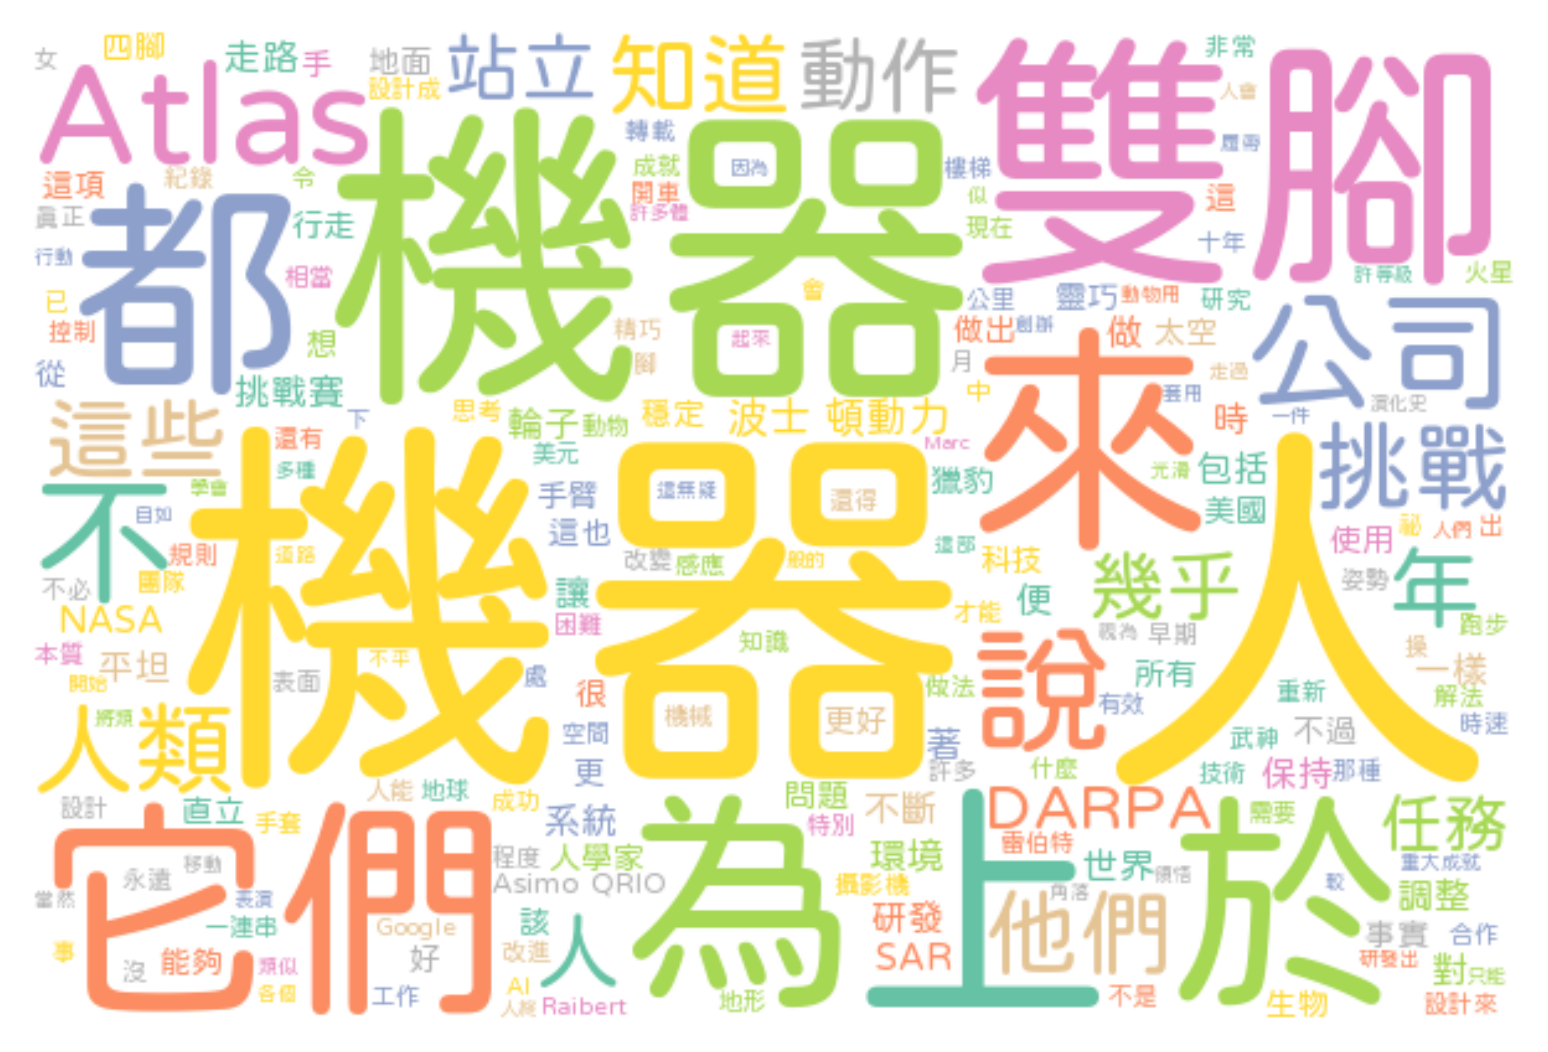 女 四腳 走路 手 地面 站立 知道 動作 非常
Atlas 設計成 雙腳 人會
機器 轉載 因為 履帶
這項 紀錄 令 成就 樓梯
開車 似 這
真正 都 行走 許多體 現在
行動 相當 會 十年 許等級 火星
已 公里 靈巧 動物用 研究
控制 想 精巧 起來 做出 創辦 做 太空 公司
從 挑戰賽 腳 月 來 走過
這些 下 思考 輪子 動物 穩定 波士 頓動力 中 時 一件 演化史
還有 美元 Marc 挑戰
不 多種 機器 獵豹 光滑 包括 人
學會 目如 手臂 這無疑 還得 美國
規則 道路 這也 這部 使用 祕 人們 出
不必 團隊 改變 感應 般的 科技 幾乎 姿勢 年
NASA 讓 才能 便
本質 平坦 不平 困難 知識 說 早期 跑步
開始 表面 處 很 做法 所有 操 一樣
人類 將類 機械 更好 有效 重新 解法
空間 著 武神 不過 時速
更 許多 什麼 技術 保持 那種
設計 直立 手套 人能 地球 成功 系統 問題 特別 不斷 DARPA 需要 任務
它們 為 上 雷伯特 於
永遠 移動 程度 人學家 環境 世界 領悟 重大成就
當然 表演 Asimo QRIO 攝影機 角落 較 調整
一連串 Google 該 人 研發 他們 事實 合作
事 沒 能夠 類似 好 改進 SAR 研發出
各個 工作 AI 對 只能
Raibert 地形 不是 生物 設計來